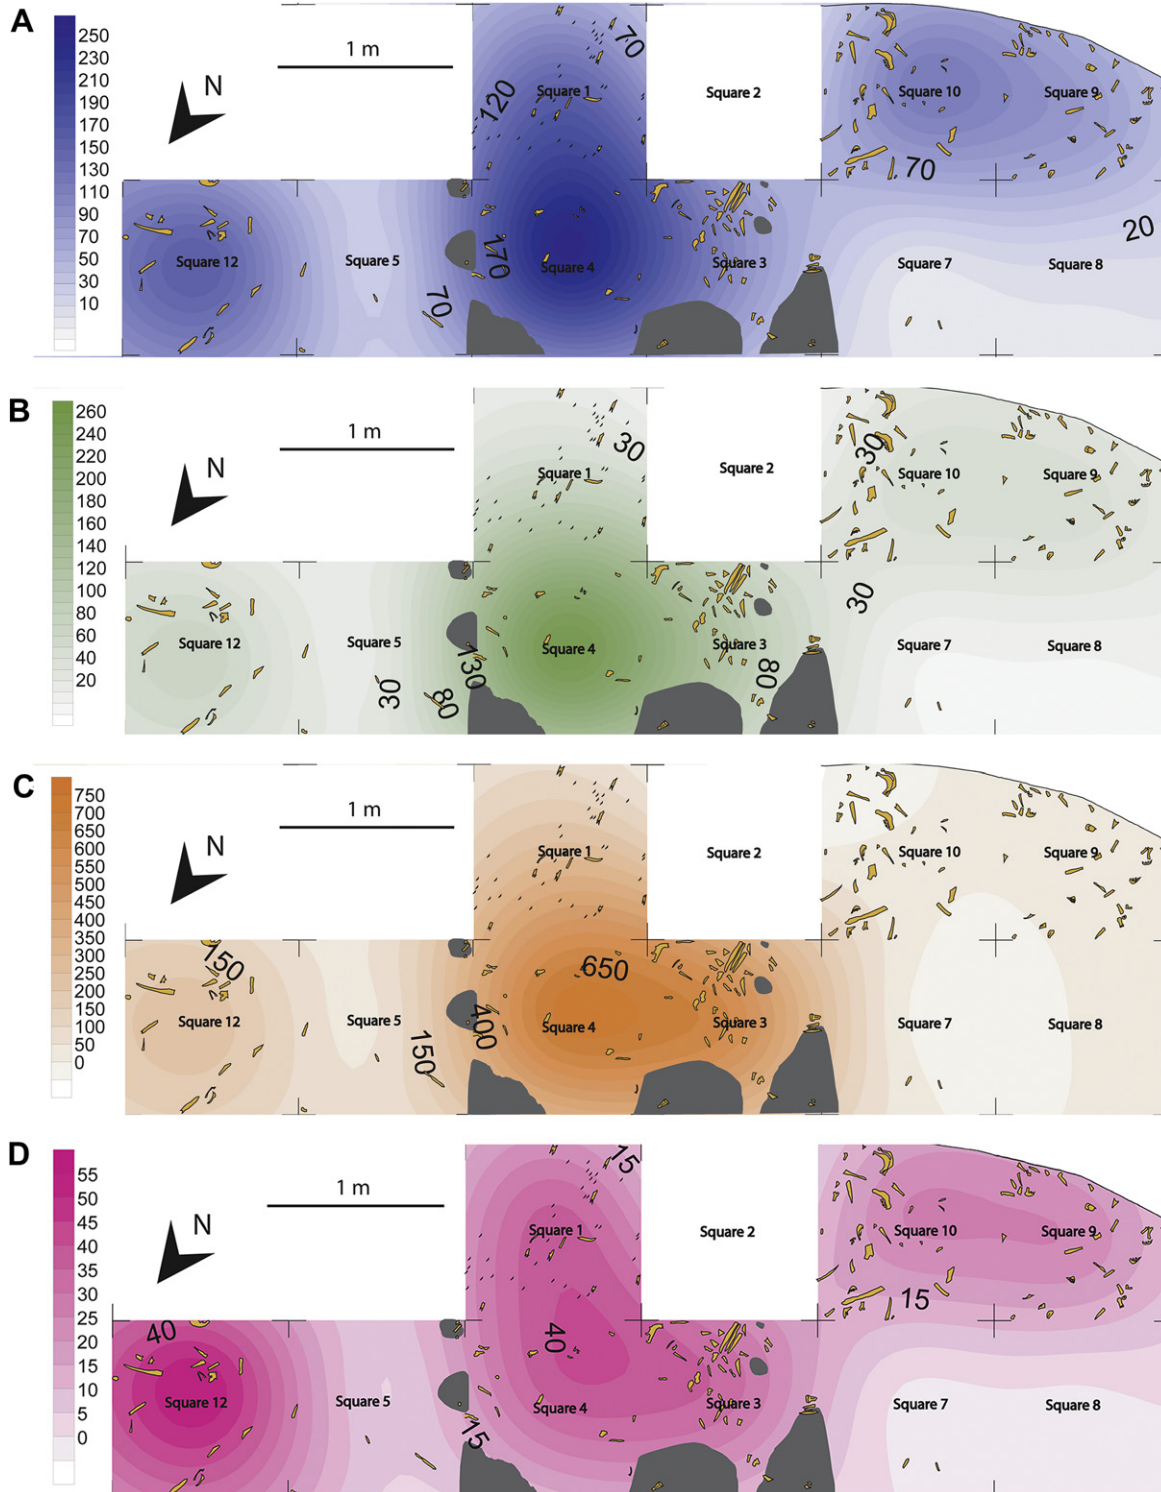 A
250
230
210
190
170
150
130
110
90
70
50
30
10
1 m
N
70
120
Square 1
Square 2
Square 10
Square 9
70
20
Square 12
Square 5
170
Square 4
Square 3
Square 7
Square 8
70
B
260
240
220
200
180
160
140
120
100
80
60
40
20
1 m
N
30
Square 1
Square 2
30
Square 10
Square 9
30
Square 12
Square 5
Square 4
Square 3
Square 7
Square 8
130
80
30
80
C
750
700
650
600
550
500
450
400
350
300
250
200
150
100
50
0
1 m
N
Square 1
Square 2
Square 10
Square 9
150
650
Square 12
Square 5
400
Square 4
Square 3
Square 7
Square 8
150
D
55
50
45
40
35
30
25
20
15
10
5
0
1 m
N
15
Square 1
Square 2
Square 10
Square 9
15
40
40
Square 12
Square 5
Square 4
Square 3
Square 7
Square 8
15